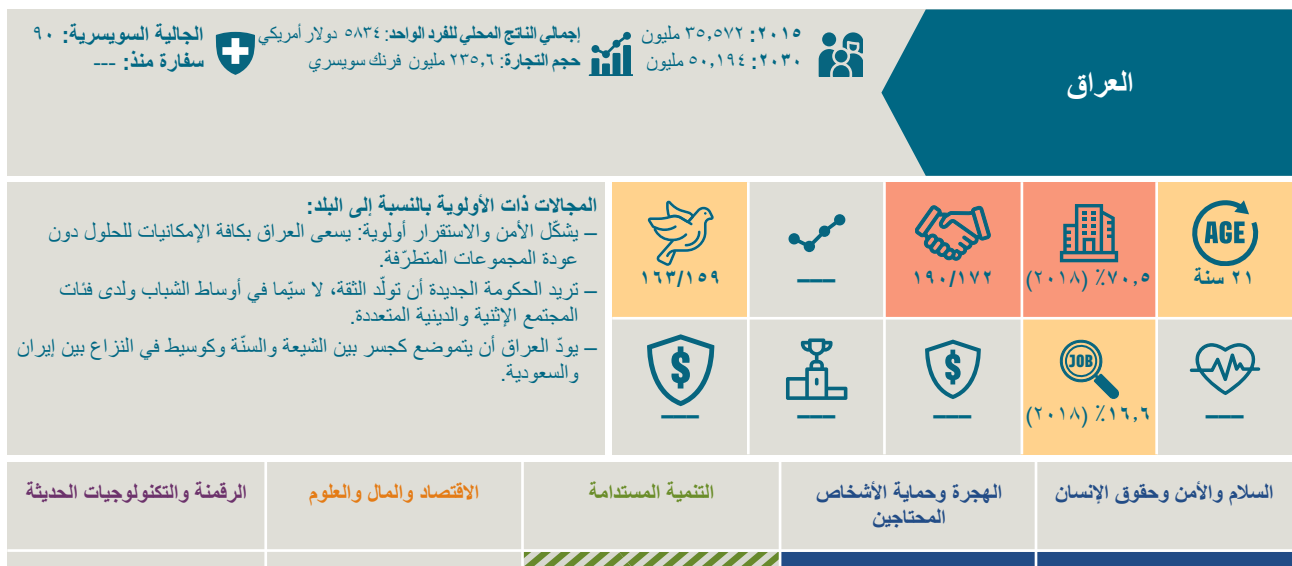 العراق
٢٠١٥: ٣٥,٥٧٢ مليون
٢٠٣٠: ٥٠,١٩٤ مليون
إجمالي الناتج المحلي للفرد الواحد: ٥٨٣٤ دولار أمريكي
حجم التجارة: ٢٣٥,٦ مليون فرنك سويسري
الجالية السويسرية: ٩٠
سفارة منذ: ---
AGE
٢١ سنة
٧٠,٥٪ (٢٠١٨)
١٩٠/١٧٢
—
١٦٣/١٥٩
—
JOB
١٦,٦٪ (٢٠١٨)
$
—
—
$
—
المجالات ذات الأولوية بالنسبة إلى البلد:
– يشكّل الأمن والاستقرار أولوية: يسعى العراق بكافة الإمكانيات للحلول دون
عودة المجموعات المتطرّفة.
– تريد الحكومة الجديدة أن تولّد الثقة، لا سيّما في أوساط الشباب ولدى فئات
المجتمع الإثنية والدينية المتعددة.
– يودّ العراق أن يتموضع كجسر بين الشيعة والسنّة وكوسيط في النزاع بين إيران
والسعودية.
السلام والأمن وحقوق الإنسان
الهجرة وحماية الأشخاص
المحتاجين
التنمية المستدامة
الاقتصاد والمال والعلوم
الرقمنة والتكنولوجيات الحديثة